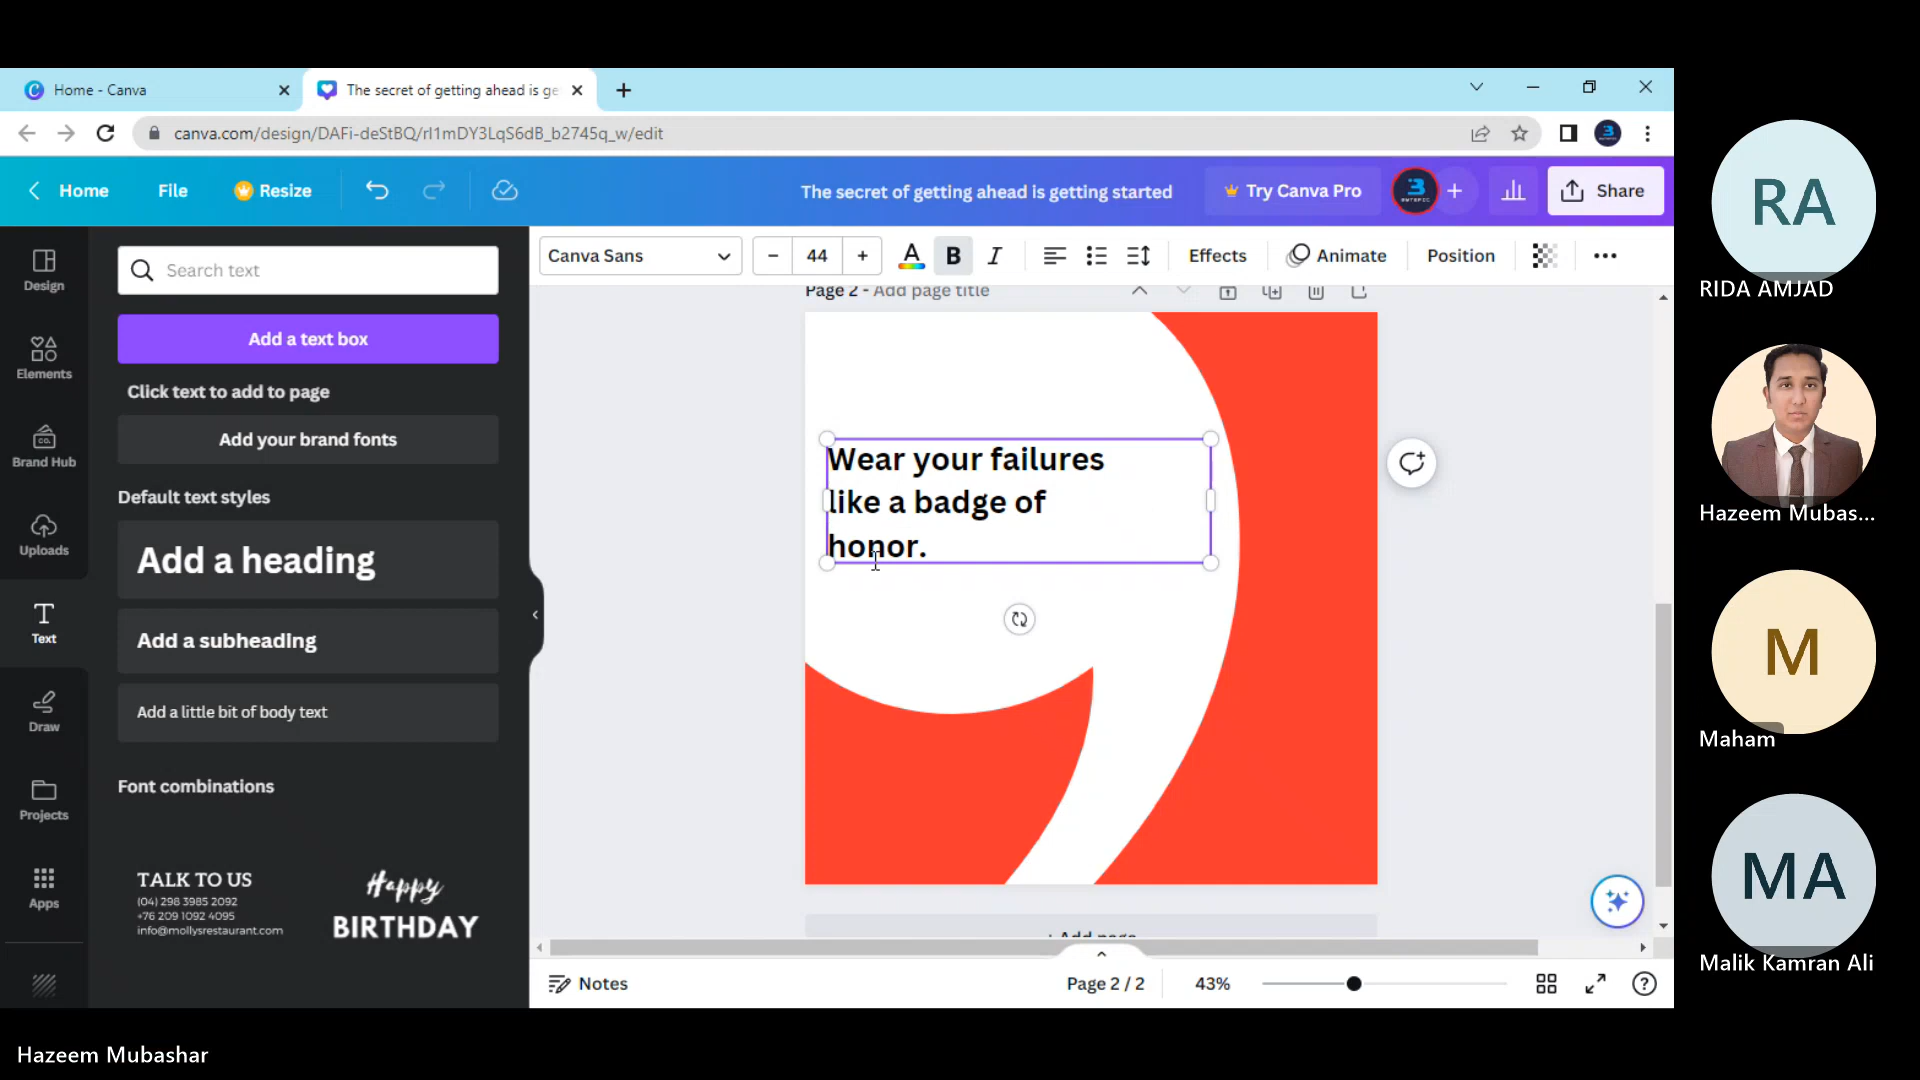 Home - Canva
The secret of getting ahead is ge
canva.com/design/DAFi-deStBQ/rl1mDY3LqS6dB_b2745q_w/edit
Home
File
Resize
The secret of getting ahead is getting started
Try Canva Pro
Share
Design
Elements
Brand Hub
Uploads
Text
Draw
Projects
Apps
Search text
Add a text box
Click text to add to page
Add your brand fonts
Default text styles
Add a heading
Add a subheading
Add a little bit of body text
Font combinations
TALK TO US
(04) 298 3985 2092
+76 209 1092 4095
info@mollysrestaurant.com
Happy
BIRTHDAY
Canva Sans
44
B
I
Effects
Animate
Position
Page 2 - Add page title
Wear your failures
like a badge of
honor.
+ Add page
Notes
Page 2 / 2
43%
RA
RIDA AMJAD
Hazeem Mubas...
M
Maham
MA
Malik Kamran Ali
Hazeem Mubashar